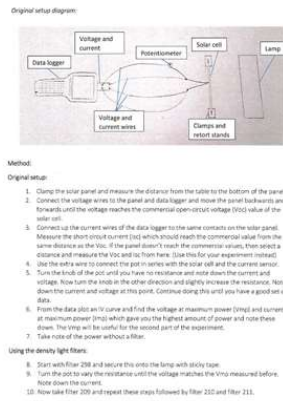 Original setup diagram:
Voltage and
current
Data logger
Potentiometer
Solar cell
Lamp
Voltage and
current wires
Clamps and
retort stands
Method:
Original setup:
1. Clamp the solar panel and measure the distance from the table to the bottom of the pane
2. Connect the voltage wires to the panel and data logger and move the panel backwards and
forwards until the voltage reaches the commercial open-circuit voltage (Voc) value of the
solar cell.
3. Connect up the current wires of the data logger to the same contacts on the solar panel.
Measure the short circuit current (Isc) which should reach the commercial value from the
same distance as the Voc. If the panel doesn't reach the commercial values, then select a
distance and measure the Voc and Isc from here. (Use this for your experiment instead)
4. Use the extra wire to connect the pot in series with the solar cell and the current sensor.
5. Turn the knob of the pot until you have no resistance and note down the current and
voltage. Now turn the knob in the other direction and slightly increase the resistance. Not
down the current and voltage at this point. Continue doing this until you have a good set o
data.
6. From the data plot an IV curve and find the voltage at maximum power (Vmp) and current
at maximum power (Imp) which gave you the highest amount of power and note these
down. The Vmp will be useful for the second part of the experiment.
7. Take note of the power without a filter.
Using the density light filters:
8. Start with filter 298 and secure this onto the lamp with sticky tape.
9. Turn the pot to vary the resistance until the voltage matches the Vmp measured before.
Note down the current.
10. Now take filter 209 and repeat these steps followed by filter 210 and filter 211.